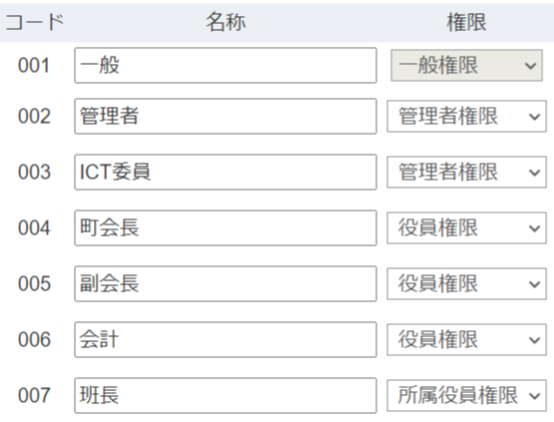 コード 名称 権限
001 一般 一般権限
002 管理者 管理者権限
003 ICT委員 管理者権限
004 町会長 役員権限
005 副会長 役員権限
006 会計 役員権限
007 班長 所属役員権限